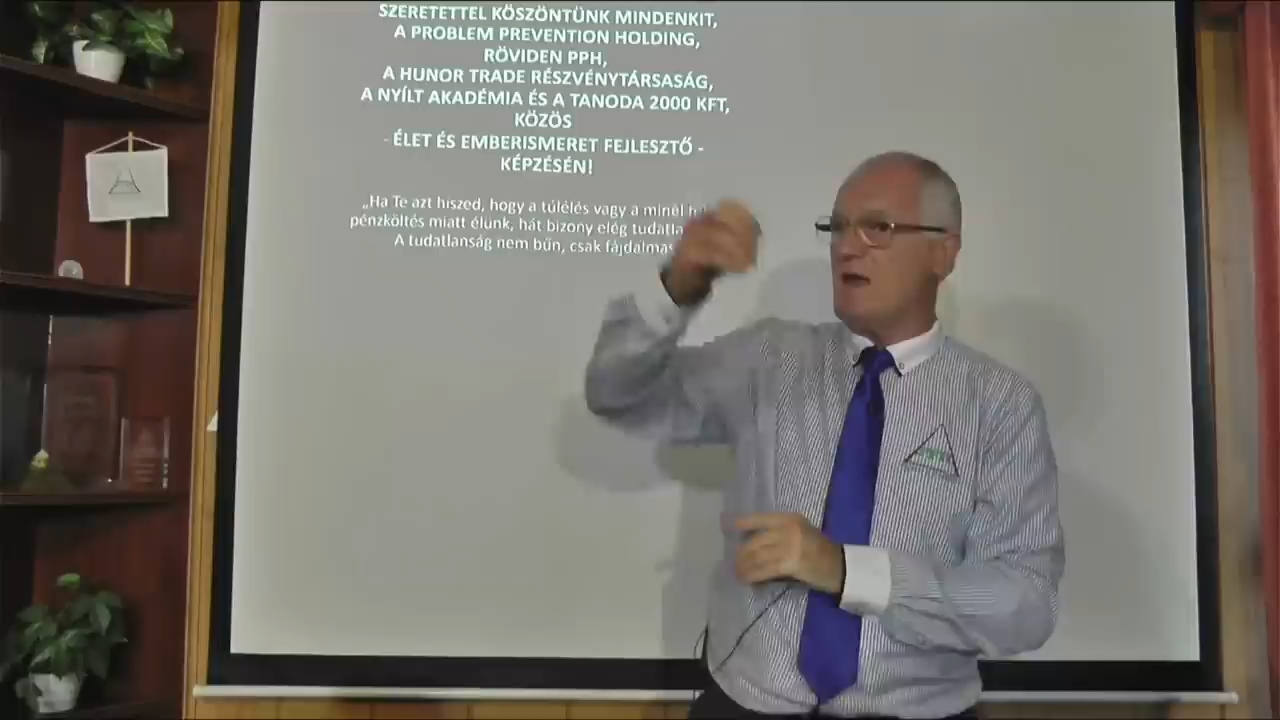 SZERETETTEL KÖSZÖNTÜNK MINDENKIT,
A PROBLEM PREVENTION HOLDING,
RÖVIDEN PPH,
A HUNOR TRADE RÉSZVÉNYTÁRSASÁG,
A NYÍLT AKADÉMIA ÉS A TANODA 2000 KFT,
KÖZÖS
- ÉLET ÉS EMBERISMERET FEJLESZTŐ -
KÉPZÉSÉN!
„Ha Te azt hiszed, hogy a túlélés vagy a minél
pénzköltés miatt élünk, hát bizony elég
A tudatlanság nem bűn, csak